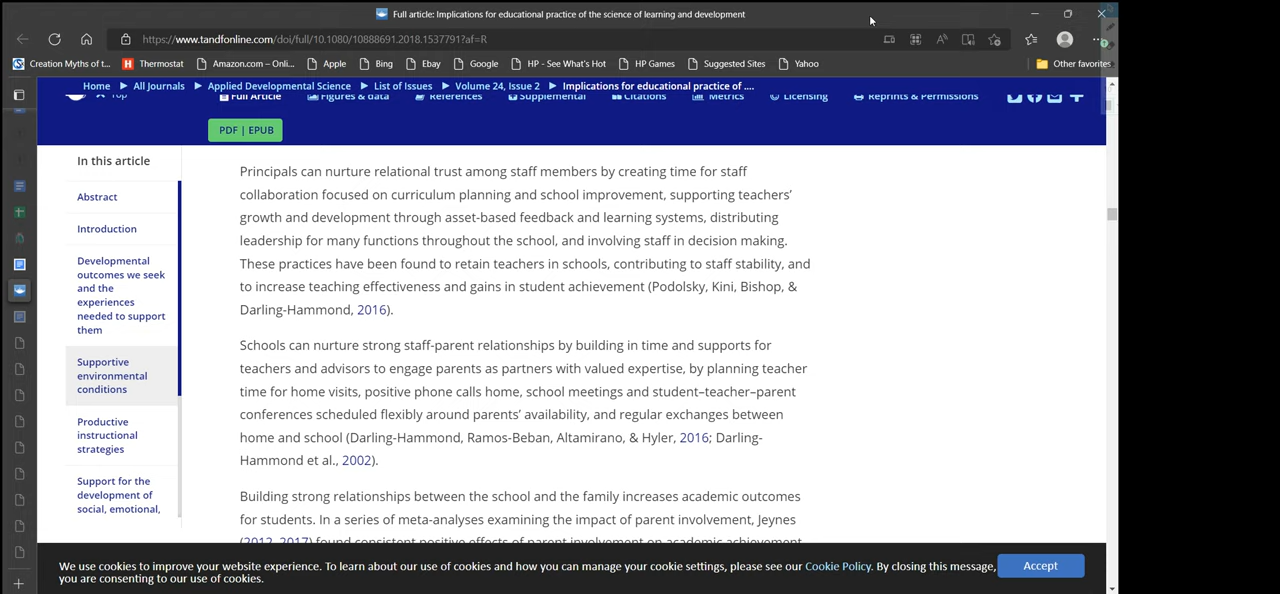 Full article: Implications for educational practice of the science of learning and development
https://www.tandfonline.com/doi/full/10.1080/10888691.2018.1537791?af=R
Creation Myths of t... Thermostat Amazon.com – Onli... Apple Bing Ebay Google HP - See What's Hot HP Games Suggested Sites Yahoo Other favorites
Home All Journals Applied Developmental Science List of Issues Volume 24, Issue 2 Implications for educational practice of ....
Top Full Article Figures & data References Supplemental Citations Metrics Licensing Reprints & Permissions
PDF | EPUB
In this article
Abstract
Introduction
Developmental
outcomes we seek
and the
experiences
needed to support
them
Supportive
environmental
conditions
Productive
instructional
strategies
Support for the
development of
social, emotional,
Principals can nurture relational trust among staff members by creating time for staff
collaboration focused on curriculum planning and school improvement, supporting teachers'
growth and development through asset-based feedback and learning systems, distributing
leadership for many functions throughout the school, and involving staff in decision making.
These practices have been found to retain teachers in schools, contributing to staff stability, and
to increase teaching effectiveness and gains in student achievement (Podolsky, Kini, Bishop, &
Darling-Hammond, 2016).
Schools can nurture strong staff-parent relationships by building in time and supports for
teachers and advisors to engage parents as partners with valued expertise, by planning teacher
time for home visits, positive phone calls home, school meetings and student–teacher–parent
conferences scheduled flexibly around parents' availability, and regular exchanges between
home and school (Darling-Hammond, Ramos-Beban, Altamirano, & Hyler, 2016; Darling-
Hammond et al., 2002).
Building strong relationships between the school and the family increases academic outcomes
for students. In a series of meta-analyses examining the impact of parent involvement, Jeynes
(2012, 2017) found consistent positive effects of parent involvement on academic achievement
We use cookies to improve your website experience. To learn about our use of cookies and how you can manage your cookie settings, please see our Cookie Policy. By closing this message,
you are consenting to our use of cookies.
Accept